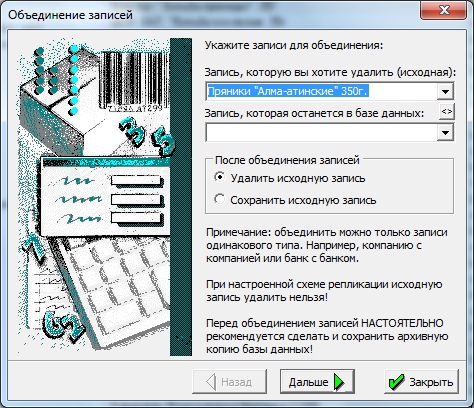 Объединение записей
Укажите записи для объединения:
Запись, которую вы хотите удалить (исходная):
Пряники "Алма-атинские" 350г.
Запись, которая останется в базе данных:
<>
После объединения записей
Удалить исходную запись
Сохранить исходную запись
Примечание: объединить можно только записи
одинакового типа. Например, компанию с
компанией или банк с банком.
При настроенной схеме репликации исходную
запись удалить нельзя!
Перед объединением записей НАСТОЯТЕЛЬНО
рекомендуется сделать и сохранить архивную
копию базы данных!
Назад
Дальше
Закрыть